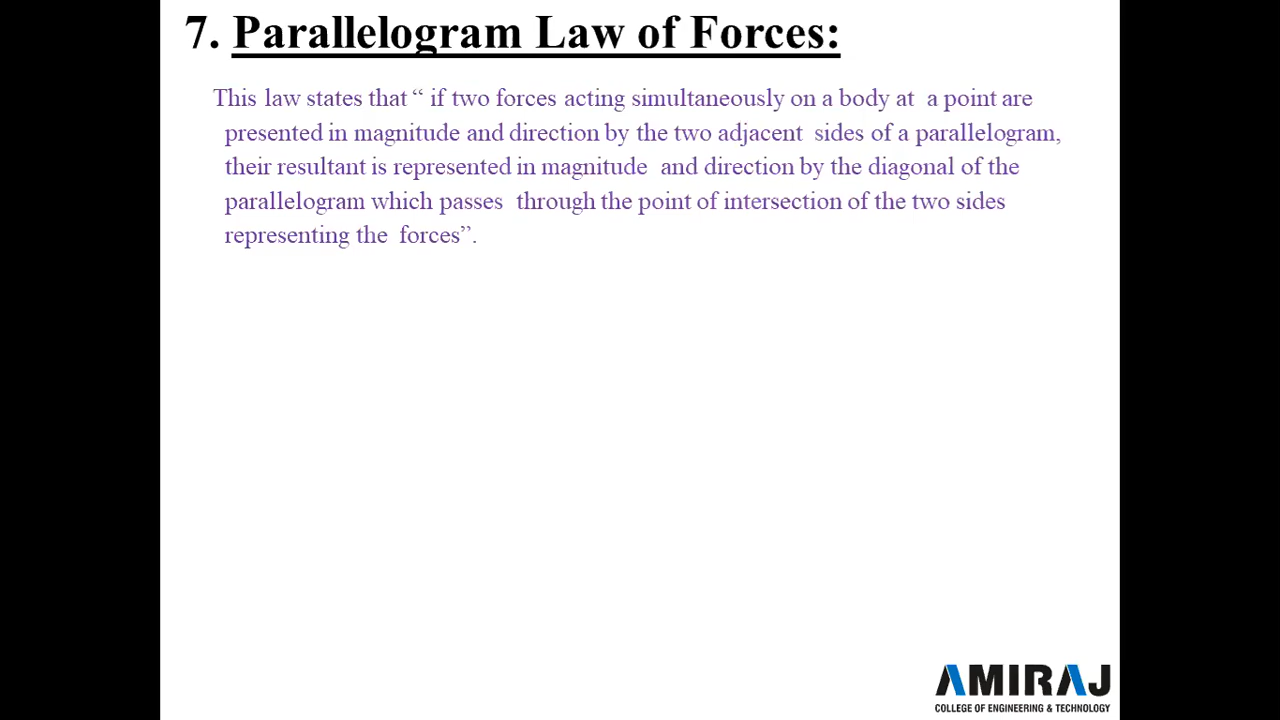 7. Parallelogram Law of Forces:
This law states that “ if two forces acting simultaneously on a body at a point are
presented in magnitude and direction by the two adjacent sides of a parallelogram,
their resultant is represented in magnitude and direction by the diagonal of the
parallelogram which passes through the point of intersection of the two sides
representing the forces”.
AMIRAJ
COLLEGE OF ENGINEERING & TECHNOLOGY